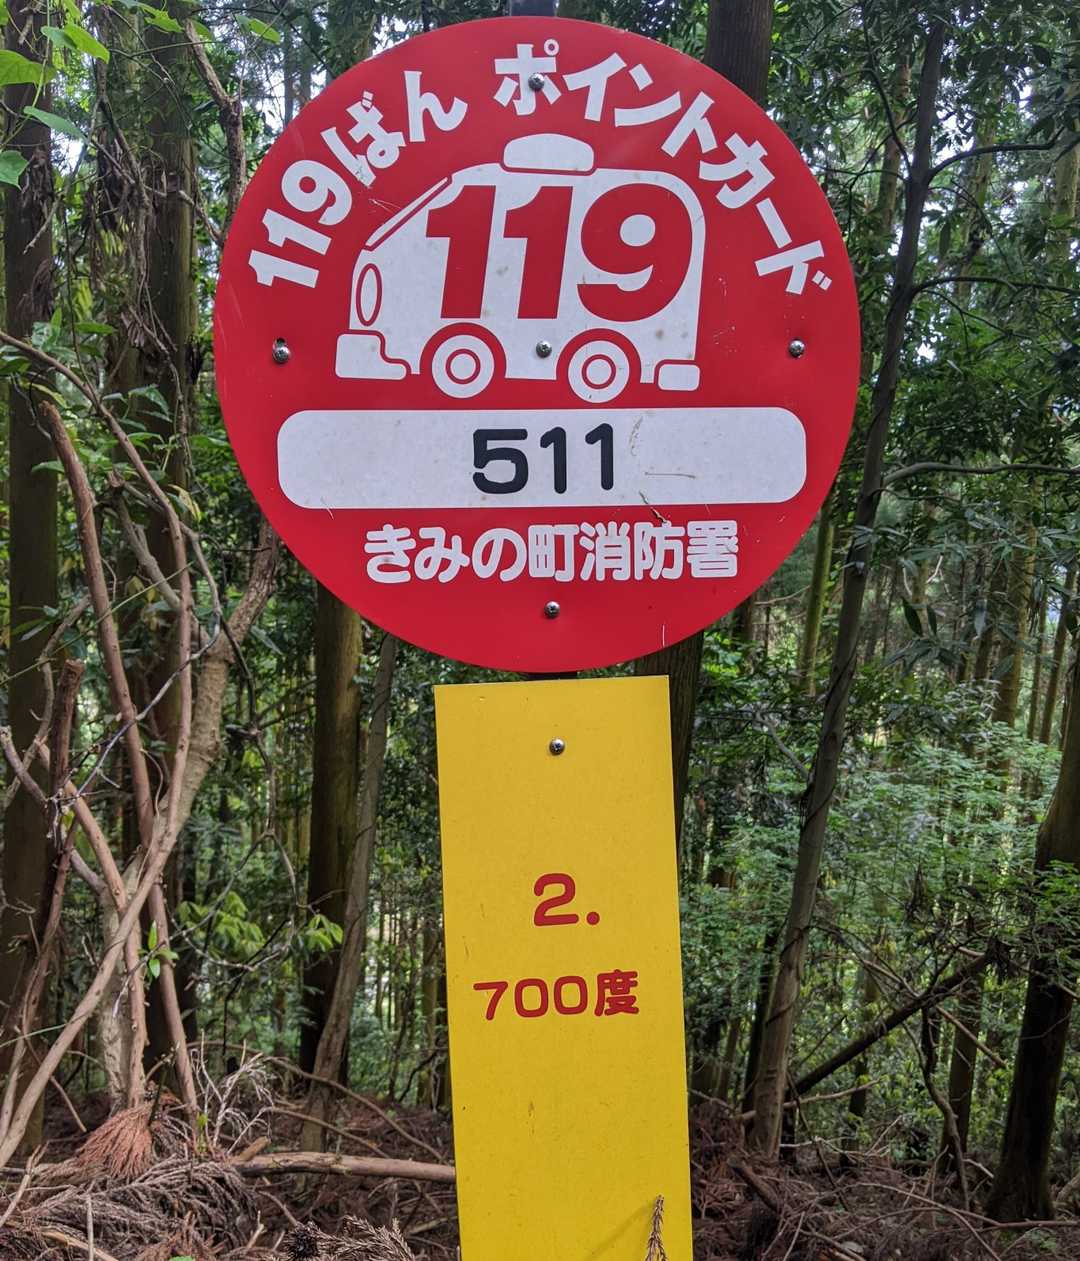 119ばん ポイントカード
119
511
きみの町消防署
2.
700度